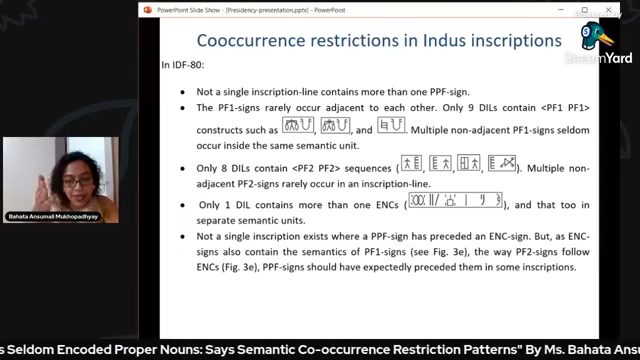 PowerPoint Slide Show - [Presidency-presentation.pptx] - PowerPoint
StreamYard
Cooccurrence restrictions in Indus inscriptions
In IDF-80:
• Not a single inscription-line contains more than one PPF-sign.
• The PF1-signs rarely occur adjacent to each other. Only 9 DILs contain <PF1 PF1>
constructs such as , , and . Multiple non-adjacent PF1-signs seldom
occur inside the same semantic unit.
• Only 8 DILs contain <PF2 PF2> sequences ( , , , ). Multiple non-
adjacent PF2-signs rarely occur in an inscription-line.
• Only 1 DIL contains more than one ENCs ( ), and that too in
separate semantic units.
• Not a single inscription exists where a PPF-sign has preceded an ENC-sign. But, as ENC-
signs also contain the semantics of PF1-signs (see Fig. 3e), the way PF2-signs follow
ENCs (Fig. 3e), PPF-signs should have expectedly preceded them in some inscriptions.
Bahata Ansumali Mukhopadhyay
s Seldom Encoded Proper Nouns: Says Semantic Co-occurrence Restriction Patterns" By Ms. Bahata Ansu